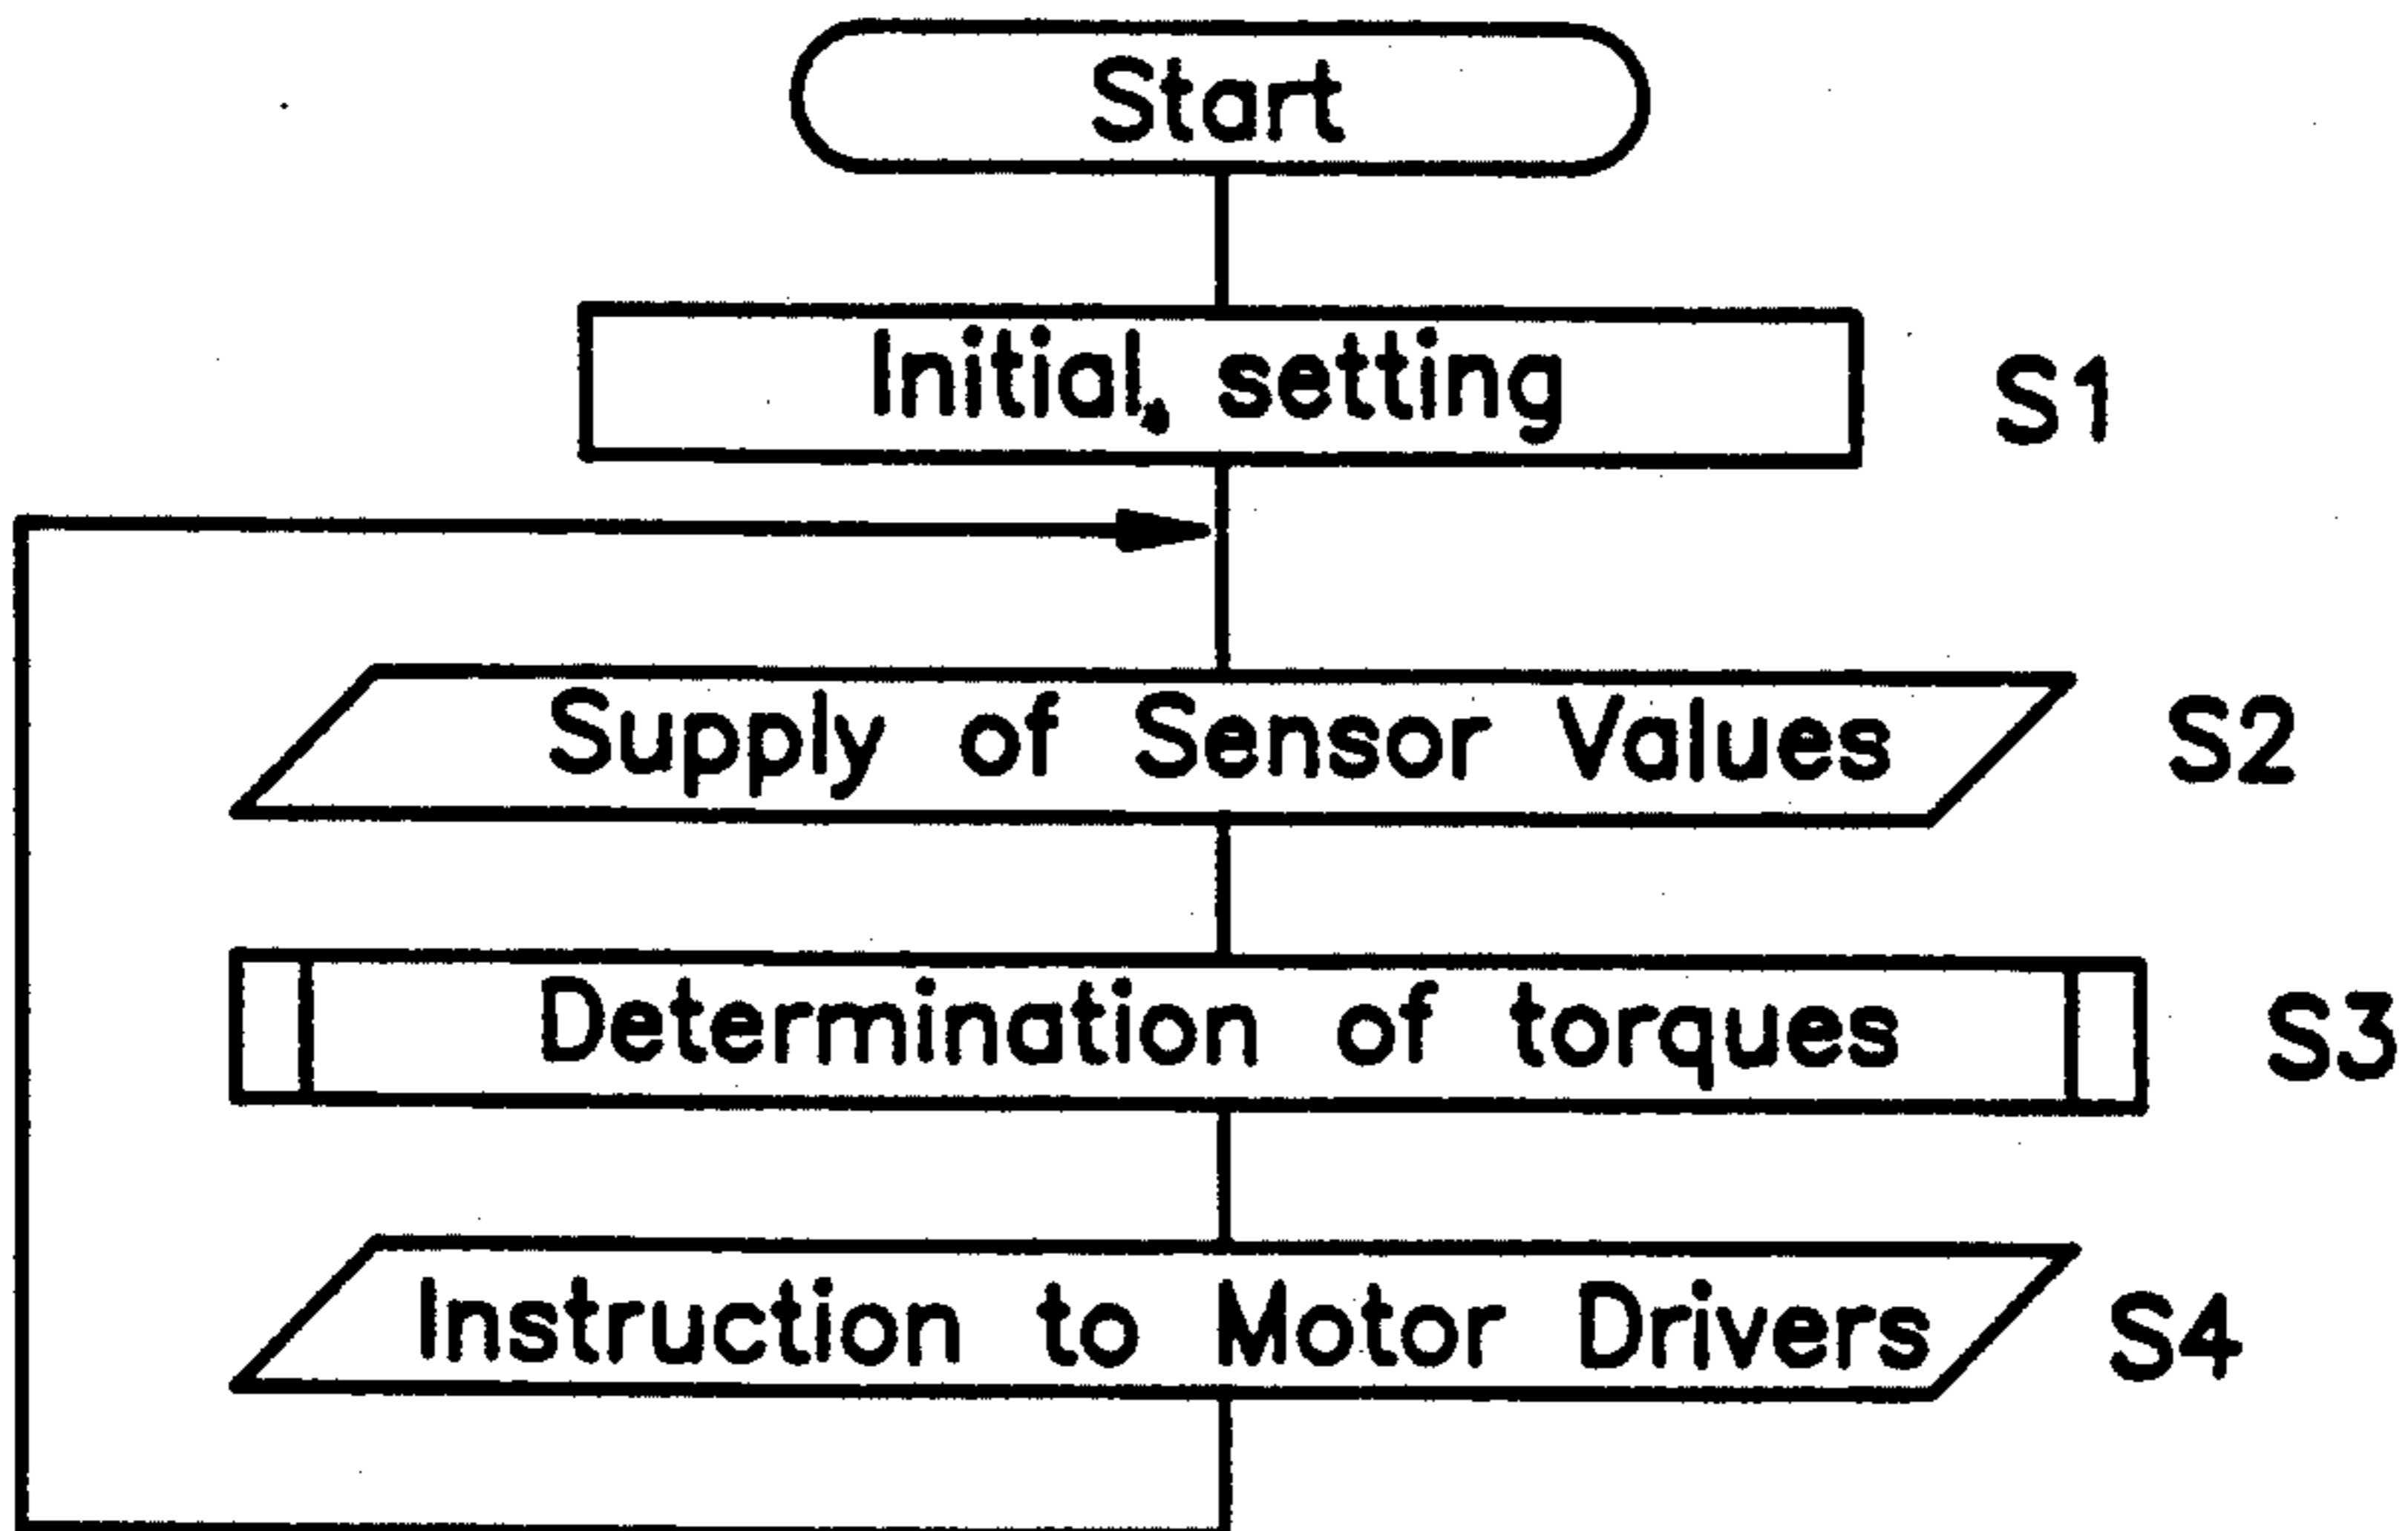 Start
Initial, setting S1
Supply of Sensor Values S2
Determination of torques S3
Instruction to Motor Drivers S4